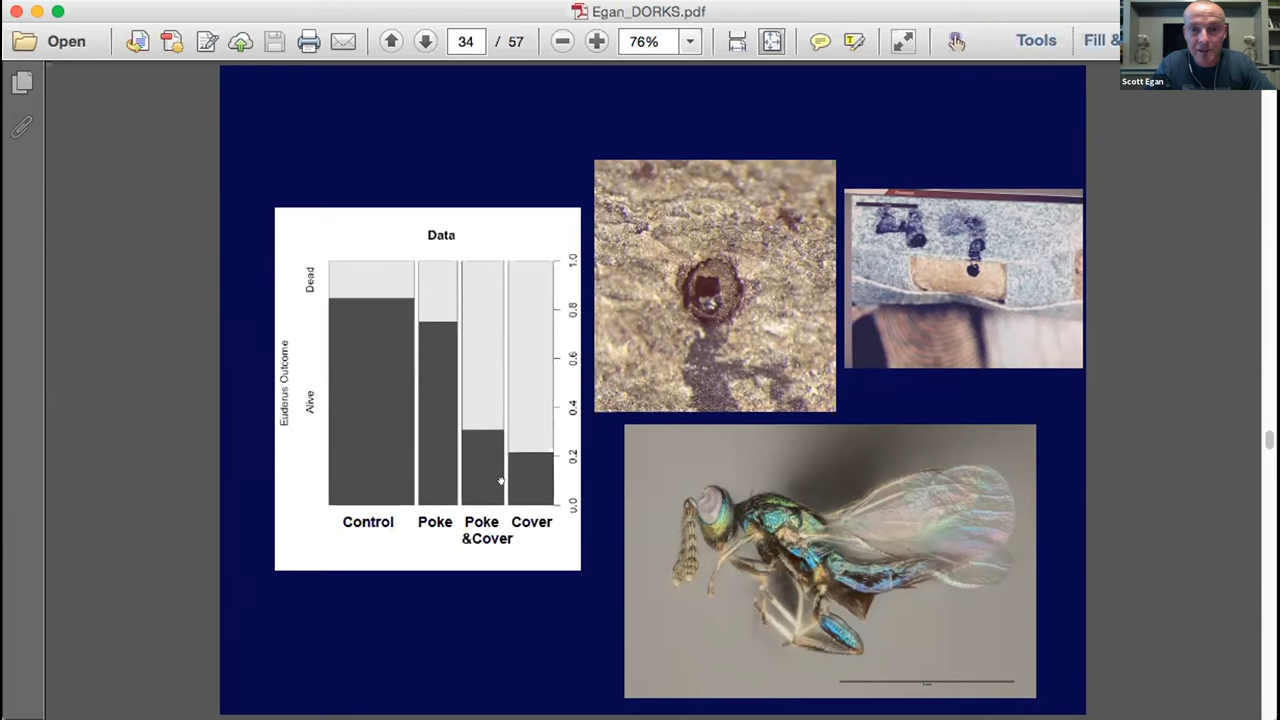 Egan_DORKS.pdf
Open
34 / 57
76%
Tools
Fill &
Scott Egan
Data
Dead
Alive
Euderus Outcome
1.0
0.8
0.6
0.4
0.2
0.0
Control
Poke
Poke
&Cover
Cover